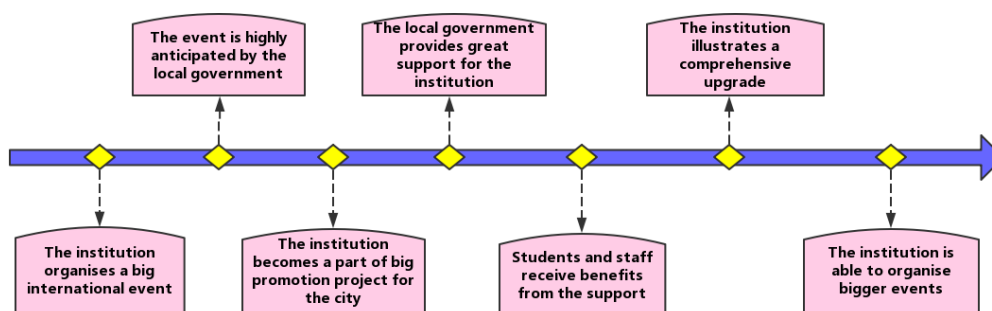 The event is highly
anticipated by the
local government
The local government
provides great
support for the
institution
The institution
illustrates a
comprehensive
upgrade
The institution
organises a big
international event
The institution
becomes a part of big
promotion project for
the city
Students and staff
receive benefits
from the support
The institution is
able to organise
bigger events